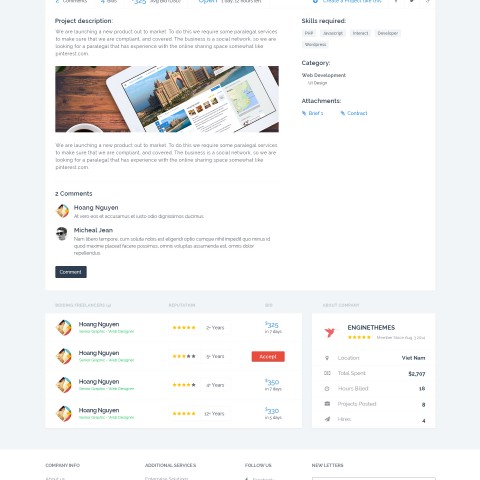 Project description:
We are launching a new product out to market. To do this we require some paralegal services
to make sure that we are compliant, and covered. The business is a social network, so we are
looking for a paralegal that has experience with the online sharing space somewhat like
pinterest.com
We are launching a new product out to market. To do this we require some paralegal services
to make sure that we are compliant, and covered. The business is a social network, so we are
looking for a paralegal that has experience with the online sharing space somewhat like
pinterest.com
2 Comments
Hoang Nguyen
At vero eos et accusamus et iusto odio dignissimos ducimus
Micheal Jean
Nam libero tempore, cum soluta nobis est eligendi optio cumque nihil impedit quo minus id
quod maxime placeat facere possimus, omnis voluptas assumenda est, omnis dolor
repellendus.
Comment
Skills required:
PHP Javascript Interact Developer
Wordpress
Category:
Web Development
UI Design
Attachments:
Brief 1 Contract
REPUTATION BID
Hoang Nguyen
Senior Graphic - Web Designer
2+ Years
$325
in 7 days
Hoang Nguyen
Senior Graphic - Web Designer
5+ Years
Accept
Hoang Nguyen
Senior Graphic - Web Designer
4+ Years
$350
in 7 days
Hoang Nguyen
Senior Graphic - Web Designer
12+ Years
$330
in 5 days
ABOUT COMPANY
ENGINETHEMES
Location: Viet Nam
Total Spent $2,707
Hours Billed: 18
Projects Posted: 8
Hires 4
COMPANY INFO ADDITIONAL SERVICES FOLLOW US NEW LETTERS